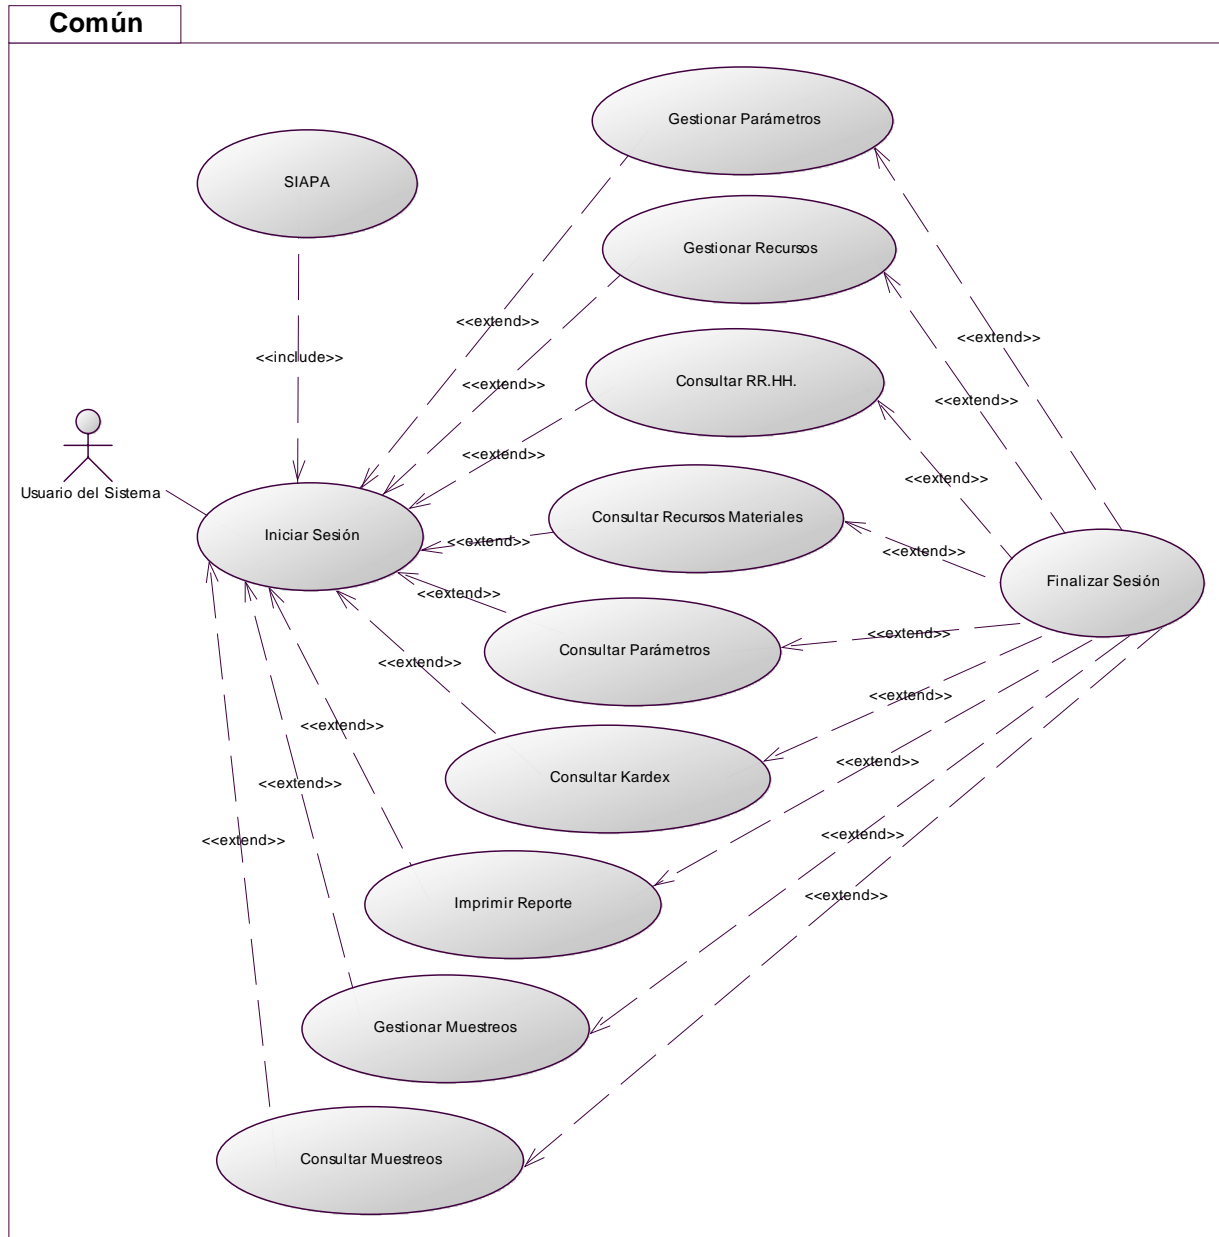 Común
Gestionar Parámetros
SIAPA
Gestionar Recursos
<<extend>>
<<extend>>
<<include>>
Consultar RR.HH.
<<extend>>
<<extend>>
<<extend>>
<<extend>>
Usuario del Sistema
Consultar Recursos Materiales
Iniciar Sesión
<<extend>>
<<extend>>
Finalizar Sesión
<<extend>>
<<extend>>
Consultar Parámetros
<<extend>>
<<extend>>
<<extend>>
<<extend>>
Consultar Kardex
<<extend>>
<<extend>>
<<extend>>
<<extend>>
Imprimir Reporte
<<extend>>
Gestionar Muestreos
Consultar Muestreos